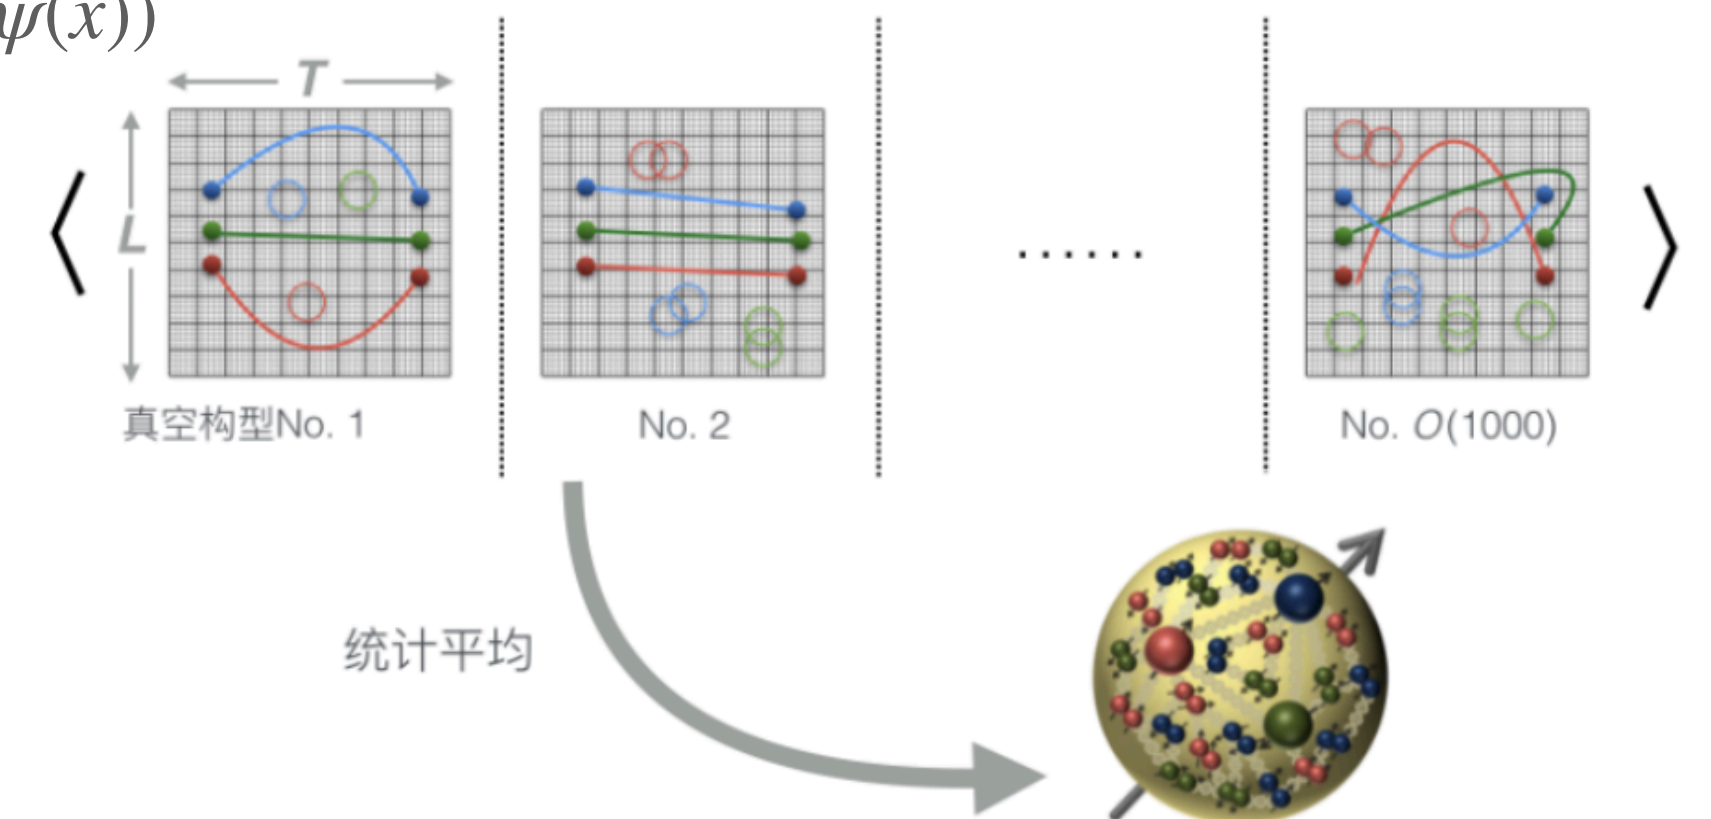 ψ(x))
T
L
真空构型No. 1
No. 2
......
No. O(1000)
统计平均